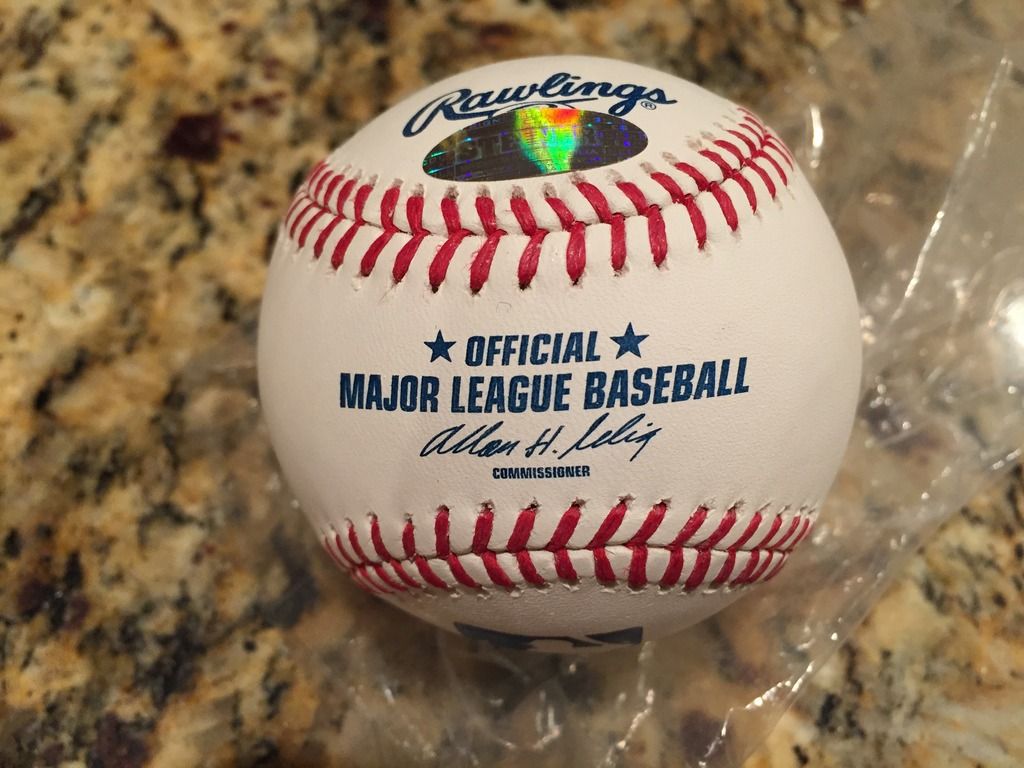 Rawlings®
★ OFFICIAL ★
MAJOR LEAGUE BASEBALL
Allan H. Selig
COMMISSIONER